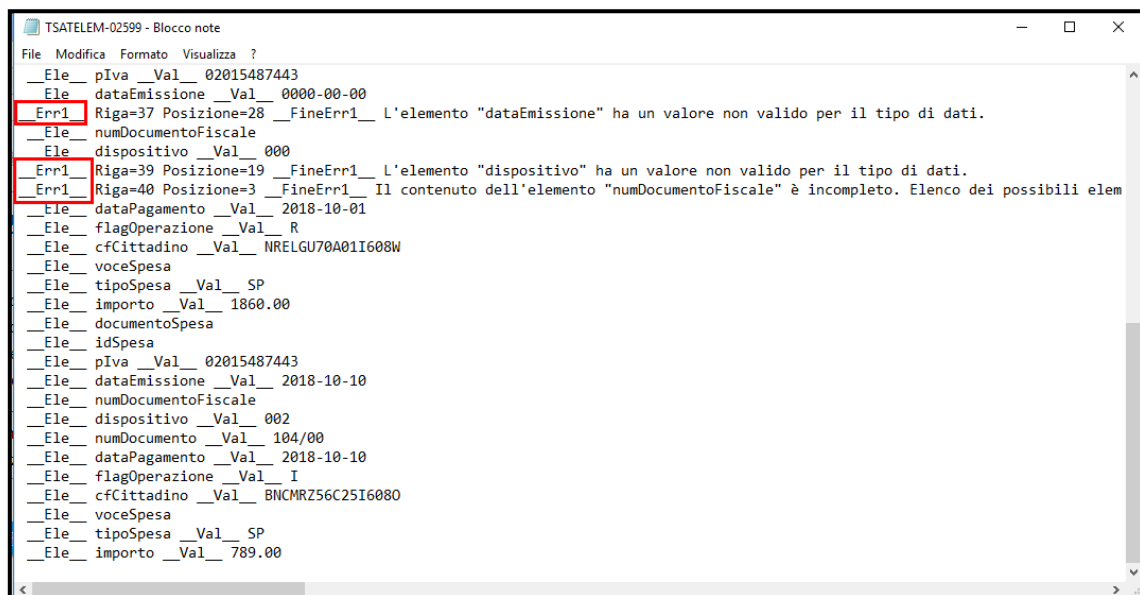 TSATELEM-02599 - Blocco note
File Modifica Formato Visualizza ?
__Ele__ pIva __Val__ 02015487443
__Ele__ dataEmissione __Val__ 0000-00-00
__Err1__ Riga=37 Posizione=28 __FineErr1__ L'elemento "dataEmissione" ha un valore non valido per il tipo di dati.
__Ele__ numDocumentoFiscale
__Ele__ dispositivo __Val__ 000
__Err1__ Riga=39 Posizione=19 __FineErr1__ L'elemento "dispositivo" ha un valore non valido per il tipo di dati.
__Err1__ Riga=40 Posizione=3 __FineErr1__ Il contenuto dell'elemento "numDocumentoFiscale" è incompleto. Elenco dei possibili elem
__Ele__ dataPagamento __Val__ 2018-10-01
__Ele__ flagOperazione __Val__ R
__Ele__ cfCittadino __Val__ NRELGU70A01I608W
__Ele__ voceSpesa
__Ele__ tipoSpesa __Val__ SP
__Ele__ importo __Val__ 1860.00
__Ele__ documentoSpesa
__Ele__ idSpesa
__Ele__ pIva __Val__ 02015487443
__Ele__ dataEmissione __Val__ 2018-10-10
__Ele__ numDocumentoFiscale
__Ele__ dispositivo __Val__ 002
__Ele__ numDocumento __Val__ 104/00
__Ele__ dataPagamento __Val__ 2018-10-10
__Ele__ flagOperazione __Val__ I
__Ele__ cfCittadino __Val__ BNCMRZ56C25I608O
__Ele__ voceSpesa
__Ele__ tipoSpesa __Val__ SP
__Ele__ importo __Val__ 789.00